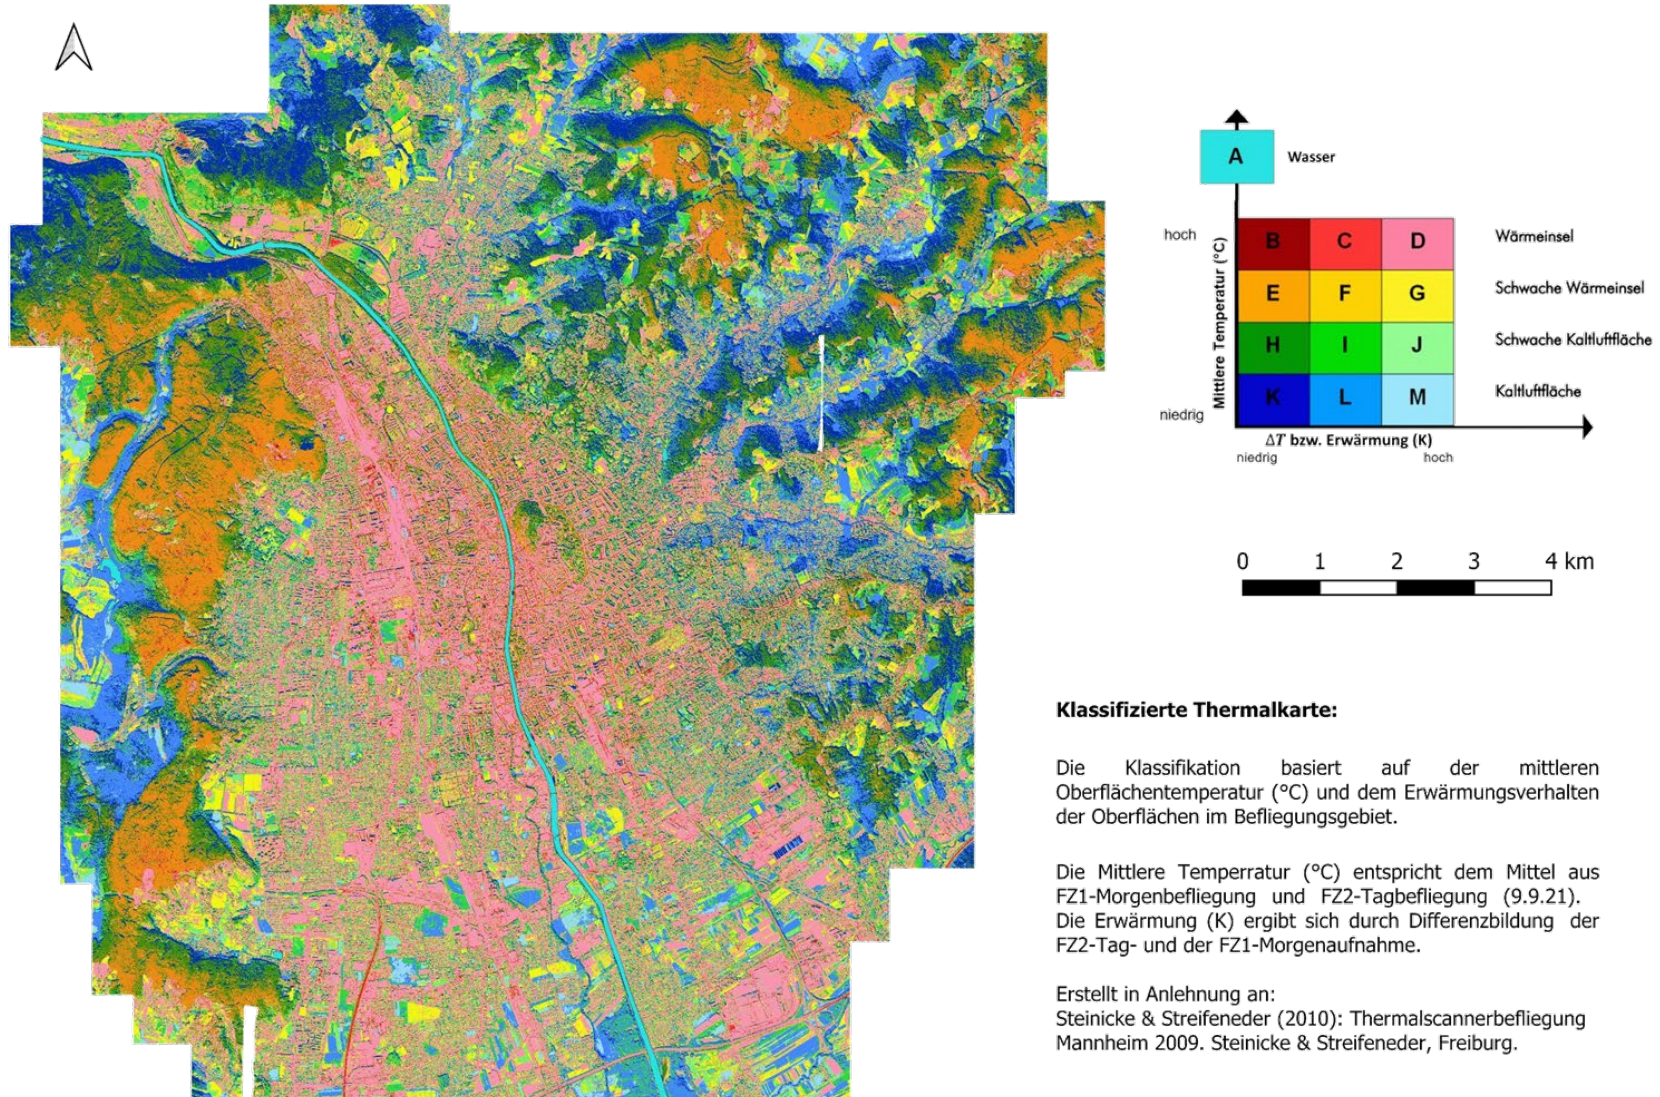 A
Wasser
hoch
B C D
Wärmeinsel
E F G
Schwache Wärmeinsel
H I J
Schwache Kaltluftfläche
K L M
Kaltluftfläche
niedrig
Mittlere Temperatur (°C)
ΔT bzw. Erwärmung (K)
niedrig hoch
0 1 2 3 4 km
Klassifizierte Thermalkarte:
Die Klassifikation basiert auf der mittleren
Oberflächentemperatur (°C) und dem Erwärmungsverhalten
der Oberflächen im Befliegungsgebiet.
Die Mittlere Temperratur (°C) entspricht dem Mittel aus
FZ1-Morgenbefliegung und FZ2-Tagbefliegung (9.9.21).
Die Erwärmung (K) ergibt sich durch Differenzbildung der
FZ2-Tag- und der FZ1-Morgenaufnahme.
Erstellt in Anlehnung an:
Steinicke & Streifeneder (2010): Thermalscannerbefliegung
Mannheim 2009. Steinicke & Streifeneder, Freiburg.